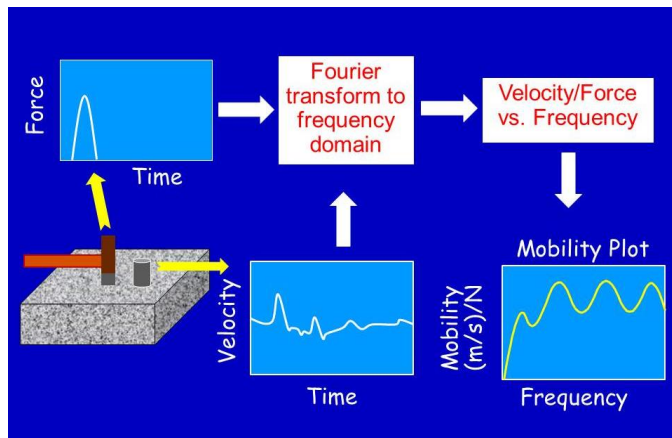 Force
Time
Fourier
transform to
frequency
domain
Velocity/Force
vs. Frequency
Velocity
Time
Mobility Plot
Mobility
(m/s)/N
Frequency